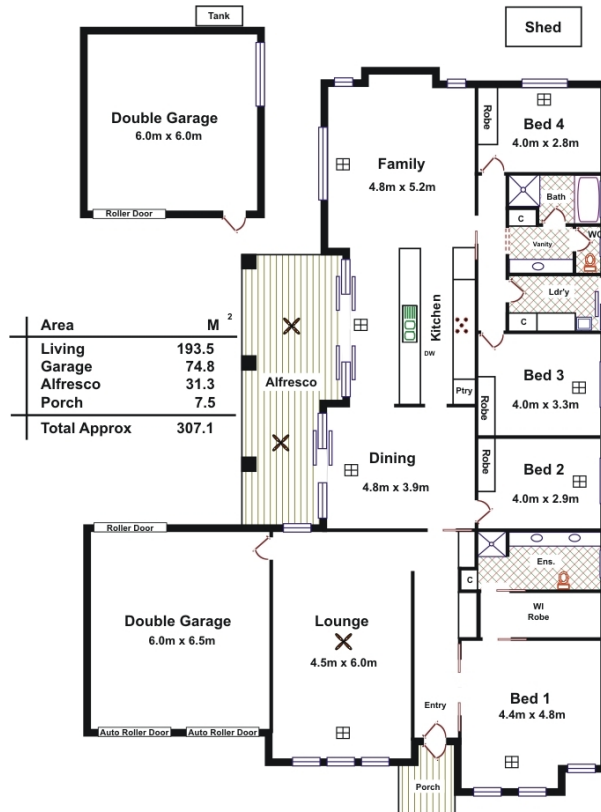 Tank
Shed
Double Garage
6.0m x 6.0m
Roller Door
Family
4.8m x 5.2m
Robe
Bed 4
4.0m x 2.8m
Bath
C
WC
Vanity
Ldr'y
C
Kitchen
DW
Ptry
Area M 2
Living 193.5
Garage 74.8
Alfresco 31.3
Porch 7.5
Total Approx 307.1
Alfresco
Bed 3
4.0m x 3.3m
Robe
Dining
4.8m x 3.9m
Robe
Bed 2
4.0m x 2.9m
Roller Door
Ens.
C
WI
Robe
Double Garage
6.0m x 6.5m
Lounge
4.5m x 6.0m
Entry
Bed 1
4.4m x 4.8m
Auto Roller Door
Auto Roller Door
Porch